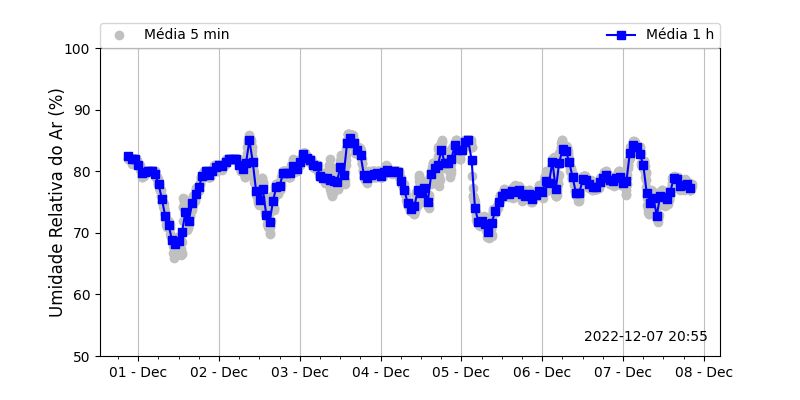 Média 5 min Média 1 h
100
90
80
70
60
50
Umidade Relativa do Ar (%)
2022-12-07 20:55
01 - Dec 02 - Dec 03 - Dec 04 - Dec 05 - Dec 06 - Dec 07 - Dec 08 - Dec